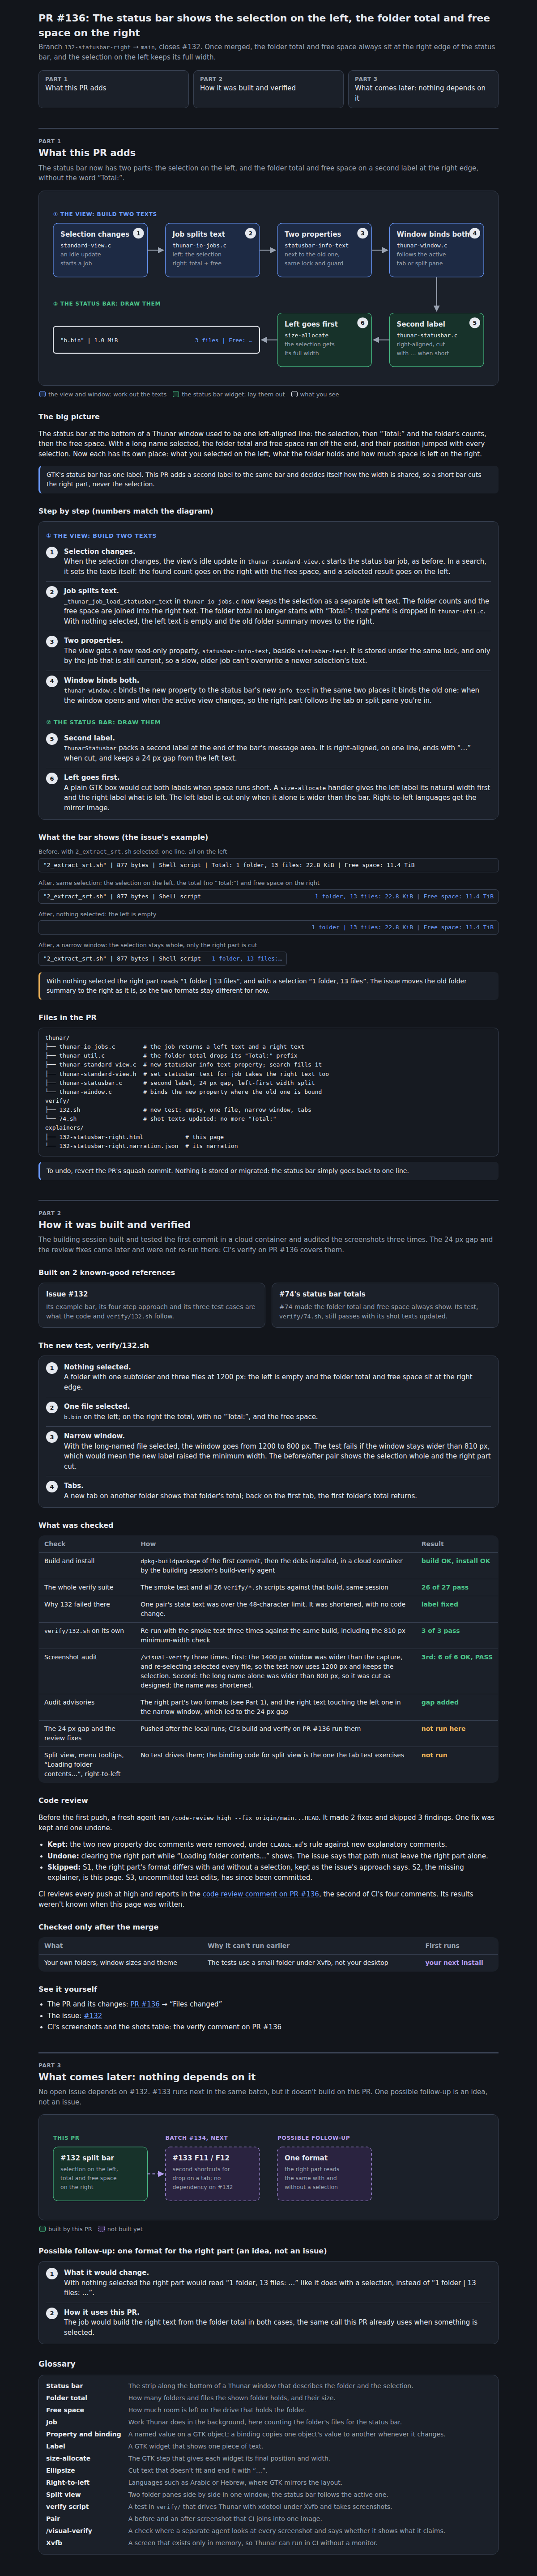 PR #136: The status bar shows the selection on the left, the folder total and free
space on the right
Branch 132-statusbar-right → main, closes #132. Once merged, the folder total and free space always sit at the right edge of the status
bar, and the selection on the left keeps its full width.
PART 1
What this PR adds
PART 2
How it was built and verified
PART 3
What comes later: nothing depends on
it
PART 1
What this PR adds
The status bar now has two parts: the selection on the left, and the folder total and free space on a second label at the right edge,
without the word “Total:”.
① THE VIEW: BUILD TWO TEXTS
Selection changes
1
standard-view.c
an idle update
starts a job
Job splits text
2
thunar-io-jobs.c
left: the selection
right: total + free
Two properties
3
statusbar-info-text
next to the old one,
same lock and guard
Window binds both
4
thunar-window.c
follows the active
tab or split pane
② THE STATUS BAR: DRAW THEM
"b.bin" | 1.0 MiB
3 files | Free: …
Left goes first
6
size-allocate
the selection gets
its full width
Second label
5
thunar-statusbar.c
right-aligned, cut
with … when short
the view and window: work out the texts
the status bar widget: lay them out
what you see
The big picture
The status bar at the bottom of a Thunar window used to be one left-aligned line: the selection, then “Total:” and the folder's counts,
then the free space. With a long name selected, the folder total and free space ran off the end, and their position jumped with every
selection. Now each has its own place: what you selected on the left, what the folder holds and how much space is left on the right.
GTK's status bar has one label. This PR adds a second label to the same bar and decides itself how the width is shared, so a short bar cuts
the right part, never the selection.
Step by step (numbers match the diagram)
① THE VIEW: BUILD TWO TEXTS
1
Selection changes.
When the selection changes, the view's idle update in thunar-standard-view.c starts the status bar job, as before. In a search,
it sets the texts itself: the found count goes on the right with the free space, and a selected result goes on the left.
2
Job splits text.
_thunar_job_load_statusbar_text in thunar-io-jobs.c now keeps the selection as a separate left text. The folder counts and the
free space are joined into the right text. The folder total no longer starts with “Total:”: that prefix is dropped in thunar-util.c.
With nothing selected, the left text is empty and the old folder summary moves to the right.
3
Two properties.
The view gets a new read-only property, statusbar-info-text, beside statusbar-text. It is stored under the same lock, and only
by the job that is still current, so a slow, older job can't overwrite a newer selection's text.
4
Window binds both.
thunar-window.c binds the new property to the status bar's new info-text in the same two places it binds the old one: when
the window opens and when the active view changes, so the right part follows the tab or split pane you're in.
② THE STATUS BAR: DRAW THEM
5
Second label.
ThunarStatusbar packs a second label at the end of the bar's message area. It is right-aligned, on one line, ends with “…”
when cut, and keeps a 24 px gap from the left text.
6
Left goes first.
A plain GTK box would cut both labels when space runs short. A size-allocate handler gives the left label its natural width first
and the right label what is left. The left label is cut only when it alone is wider than the bar. Right-to-left languages get the
mirror image.
What the bar shows (the issue's example)
Before, with 2_extract_srt.sh selected: one line, all on the left
"2_extract_srt.sh" | 877 bytes | Shell script | Total: 1 folder, 13 files: 22.8 KiB | Free space: 11.4 TiB
After, same selection: the selection on the left, the total (no “Total:”) and free space on the right
"2_extract_srt.sh" | 877 bytes | Shell script
1 folder, 13 files: 22.8 KiB | Free space: 11.4 TiB
After, nothing selected: the left is empty
1 folder | 13 files: 22.8 KiB | Free space: 11.4 TiB
After, a narrow window: the selection stays whole, only the right part is cut
"2_extract_srt.sh" | 877 bytes | Shell script
1 folder, 13 files:…
With nothing selected the right part reads “1 folder | 13 files”, and with a selection “1 folder, 13 files”. The issue moves the old folder
summary to the right as it is, so the two formats stay different for now.
Files in the PR
thunar/
├── thunar-io-jobs.c # the job returns a left text and a right text
├── thunar-util.c # the folder total drops its "Total:" prefix
├── thunar-standard-view.c # new statusbar-info-text property; search fills it
├── thunar-standard-view.h # set_statusbar_text_for_job takes the right text too
├── thunar-statusbar.c # second label, 24 px gap, left-first width split
└── thunar-window.c # binds the new property where the old one is bound
verify/
├── 132.sh # new test: empty, one file, narrow window, tabs
└── 74.sh # shot texts updated: no more "Total:"
explainers/
├── 132-statusbar-right.html # this page
└── 132-statusbar-right.narration.json # its narration
To undo, revert the PR's squash commit. Nothing is stored or migrated: the status bar simply goes back to one line.
PART 2
How it was built and verified
The building session built and tested the first commit in a cloud container and audited the screenshots three times. The 24 px gap and
the review fixes came later and were not re-run there: CI's verify on PR #136 covers them.
Built on 2 known-good references
Issue #132
Its example bar, its four-step approach and its three test cases are
what the code and verify/132.sh follow.
#74's status bar totals
#74 made the folder total and free space always show. Its test,
verify/74.sh, still passes with its shot texts updated.
The new test, verify/132.sh
1
Nothing selected.
A folder with one subfolder and three files at 1200 px: the left is empty and the folder total and free space sit at the right
edge.
2
One file selected.
b.bin on the left; on the right the total, with no “Total:”, and the free space.
3
Narrow window.
With the long-named file selected, the window goes from 1200 to 800 px. The test fails if the window stays wider than 810 px,
which would mean the new label raised the minimum width. The before/after pair shows the selection whole and the right part
cut.
4
Tabs.
A new tab on another folder shows that folder's total; back on the first tab, the first folder's total returns.
What was checked
Check
How
Result
Build and install
dpkg-buildpackage of the first commit, then the debs installed, in a cloud container
by the building session's build-verify agent
build OK, install OK
The whole verify suite
The smoke test and all 26 verify/*.sh scripts against that build, same session
26 of 27 pass
Why 132 failed there
One pair's state text was over the 48-character limit. It was shortened, with no code
change.
label fixed
verify/132.sh on its own
Re-run with the smoke test three times against the same build, including the 810 px
minimum-width check
3 of 3 pass
Screenshot audit
/visual-verify three times. First: the 1400 px window was wider than the capture,
and re-selecting selected every file, so the test now uses 1200 px and keeps the
selection. Second: the long name alone was wider than 800 px, so it was cut as
designed; the name was shortened.
3rd: 6 of 6 OK, PASS
Audit advisories
The right part's two formats (see Part 1), and the right text touching the left one in
the narrow window, which led to the 24 px gap
gap added
The 24 px gap and the
review fixes
Pushed after the local runs; CI's build and verify on PR #136 run them
not run here
Split view, menu tooltips,
“Loading folder
contents…”, right-to-left
No test drives them; the binding code for split view is the one the tab test exercises
not run
Code review
Before the first push, a fresh agent ran /code-review high --fix origin/main...HEAD. It made 2 fixes and skipped 3 findings. One fix was
kept and one undone.
• Kept: the two new property doc comments were removed, under CLAUDE.md's rule against new explanatory comments.
• Undone: clearing the right part while “Loading folder contents…” shows. The issue says that path must leave the right part alone.
• Skipped: S1, the right part's format differs with and without a selection, kept as the issue's approach says. S2, the missing
explainer, is this page. S3, uncommitted test edits, has since been committed.
CI reviews every push at high and reports in the code review comment on PR #136, the second of CI's four comments. Its results
weren't known when this page was written.
Checked only after the merge
What
Why it can't run earlier
First runs
Your own folders, window sizes and theme
The tests use a small folder under Xvfb, not your desktop
your next install
See it yourself
• The PR and its changes: PR #136 → “Files changed”
• The issue: #132
• CI's screenshots and the shots table: the verify comment on PR #136
PART 3
What comes later: nothing depends on it
No open issue depends on #132. #133 runs next in the same batch, but it doesn't build on this PR. One possible follow-up is an idea,
not an issue.
THIS PR
#132 split bar
selection on the left,
total and free space
on the right
BATCH #134, NEXT
#133 F11 / F12
second shortcuts for
drop on a tab; no
dependency on #132
POSSIBLE FOLLOW-UP
One format
the right part reads
the same with and
without a selection
built by this PR
not built yet
Possible follow-up: one format for the right part (an idea, not an issue)
1
What it would change.
With nothing selected the right part would read “1 folder, 13 files: …” like it does with a selection, instead of “1 folder | 13
files: …”.
2
How it uses this PR.
The job would build the right text from the folder total in both cases, the same call this PR already uses when something is
selected.
Glossary
Status bar
The strip along the bottom of a Thunar window that describes the folder and the selection.
Folder total
How many folders and files the shown folder holds, and their size.
Free space
How much room is left on the drive that holds the folder.
Job
Work Thunar does in the background, here counting the folder's files for the status bar.
Property and binding
A named value on a GTK object; a binding copies one object's value to another whenever it changes.
Label
A GTK widget that shows one piece of text.
size-allocate
The GTK step that gives each widget its final position and width.
Ellipsize
Cut text that doesn't fit and end it with “…”.
Right-to-left
Languages such as Arabic or Hebrew, where GTK mirrors the layout.
Split view
Two folder panes side by side in one window; the status bar follows the active one.
verify script
A test in verify/ that drives Thunar with xdotool under Xvfb and takes screenshots.
Pair
A before and an after screenshot that CI joins into one image.
/visual-verify
A check where a separate agent looks at every screenshot and says whether it shows what it claims.
Xvfb
A screen that exists only in memory, so Thunar can run in CI without a monitor.